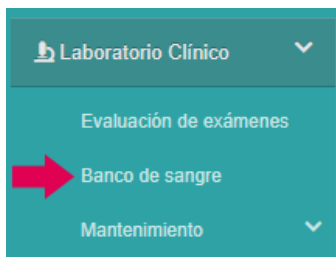 Laboratorio Clínico
Evaluación de exámenes
Banco de sangre
Mantenimiento